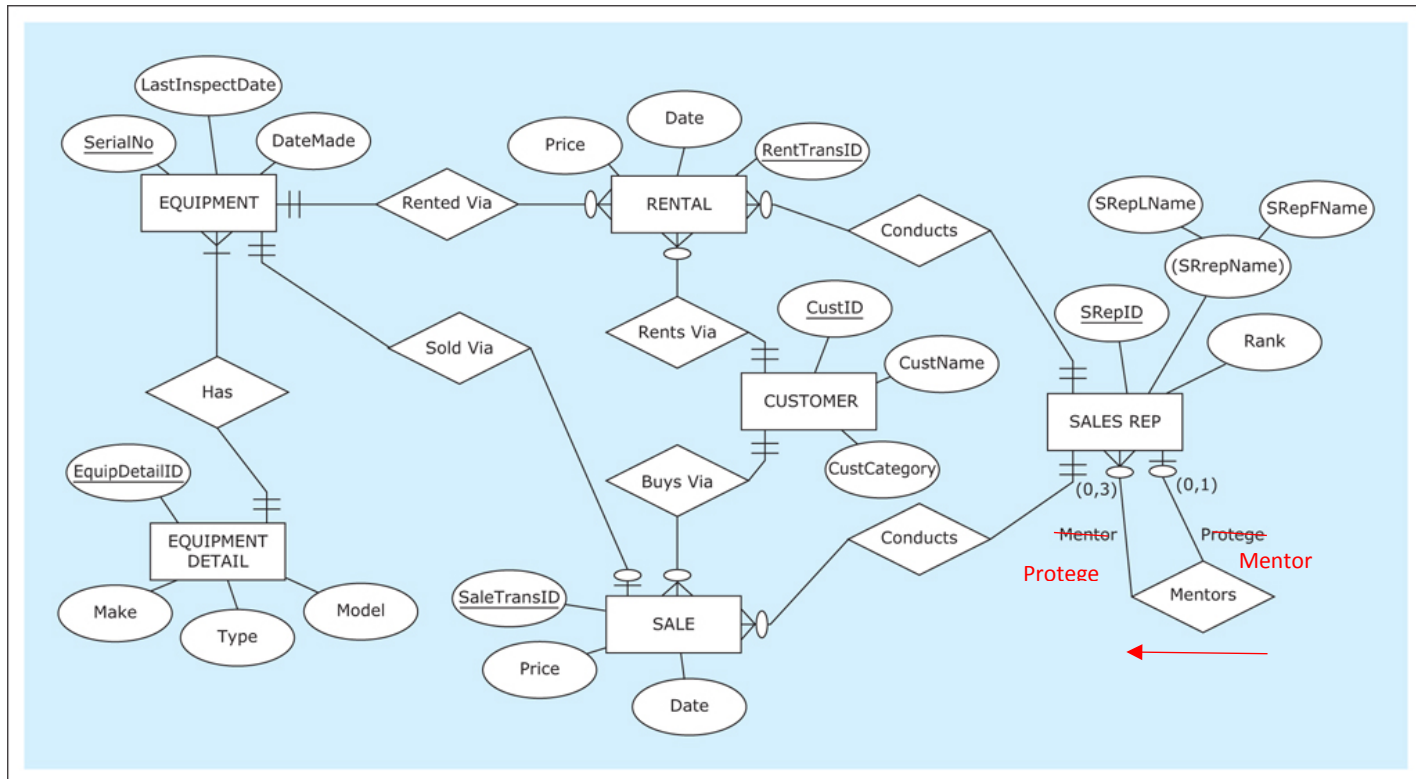 LastInspectDate
SerialNo
DateMade
EQUIPMENT
Rented Via
Price
Date
RentTransID
RENTAL
Conducts
SRepLName
SRepFName
(SRrepName)
SRepID
Rank
SALES REP
Sold Via
Rents Via
CustID
CustName
CUSTOMER
CustCategory
Has
Buys Via
EquipDetailID
EQUIPMENT
DETAIL
Make
Type
Model
Conducts
(0,3)
(0,1)
Mentor
Protege
Protege
Mentor
Mentors
SaleTransID
SALE
Price
Date